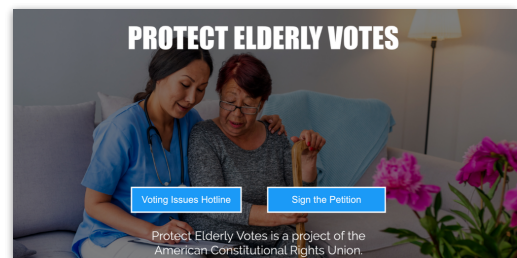 PROTECT ELDERLY VOTES
Voting Issues Hotline
Sign the Petition
Protect Elderly Votes is a project of the
American Constitutional Rights Union.